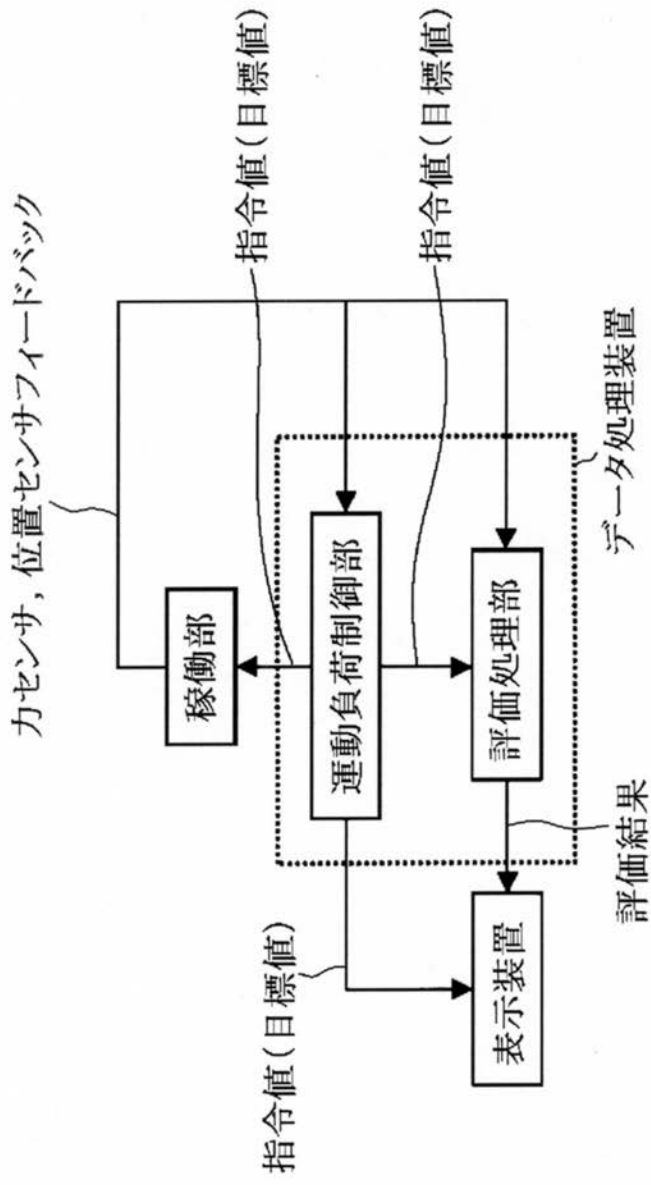 力センサ，位置センサフィードバック
稼働部
指令値（目標値）
指令値（目標値）
運動負荷制御部
指令値（目標値）
評価処理部
表示装置
評価結果
データ処理装置